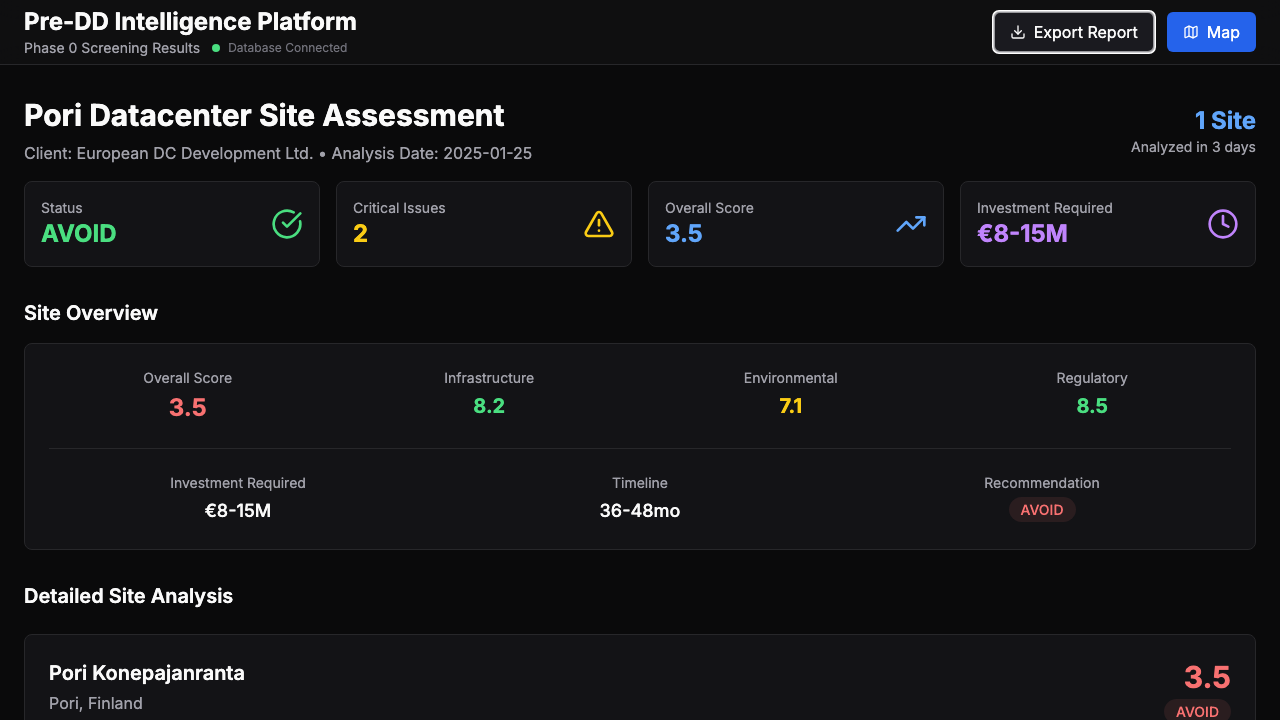 Pre-DD Intelligence Platform
Phase 0 Screening Results Database Connected
Export Report
Map
Pori Datacenter Site Assessment
Client: European DC Development Ltd. • Analysis Date: 2025-01-25
1 Site
Analyzed in 3 days
Status
AVOID
Critical Issues
2
Overall Score
3.5
Investment Required
€8-15M
Site Overview
Overall Score
3.5
Infrastructure
8.2
Environmental
7.1
Regulatory
8.5
Investment Required
€8-15M
Timeline
36-48mo
Recommendation
AVOID
Detailed Site Analysis
Pori Konepajanranta
Pori, Finland
3.5
AVOID